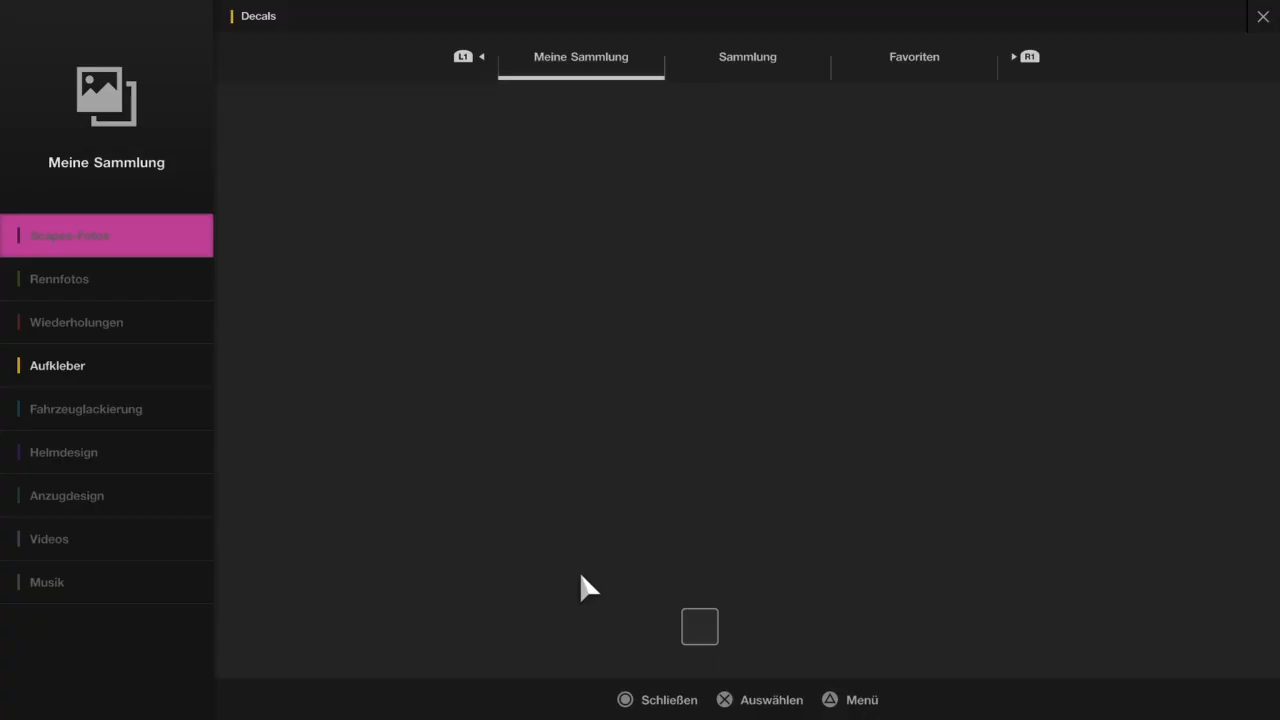 Decals
L1
Meine Sammlung
Sammlung
Favoriten
R1
Meine Sammlung
Scapes-Fotos
Rennfotos
Wiederholungen
Aufkleber
Fahrzeuglackierung
Helmdesign
Anzugdesign
Videos
Musik
Schließen
Auswählen
Menü